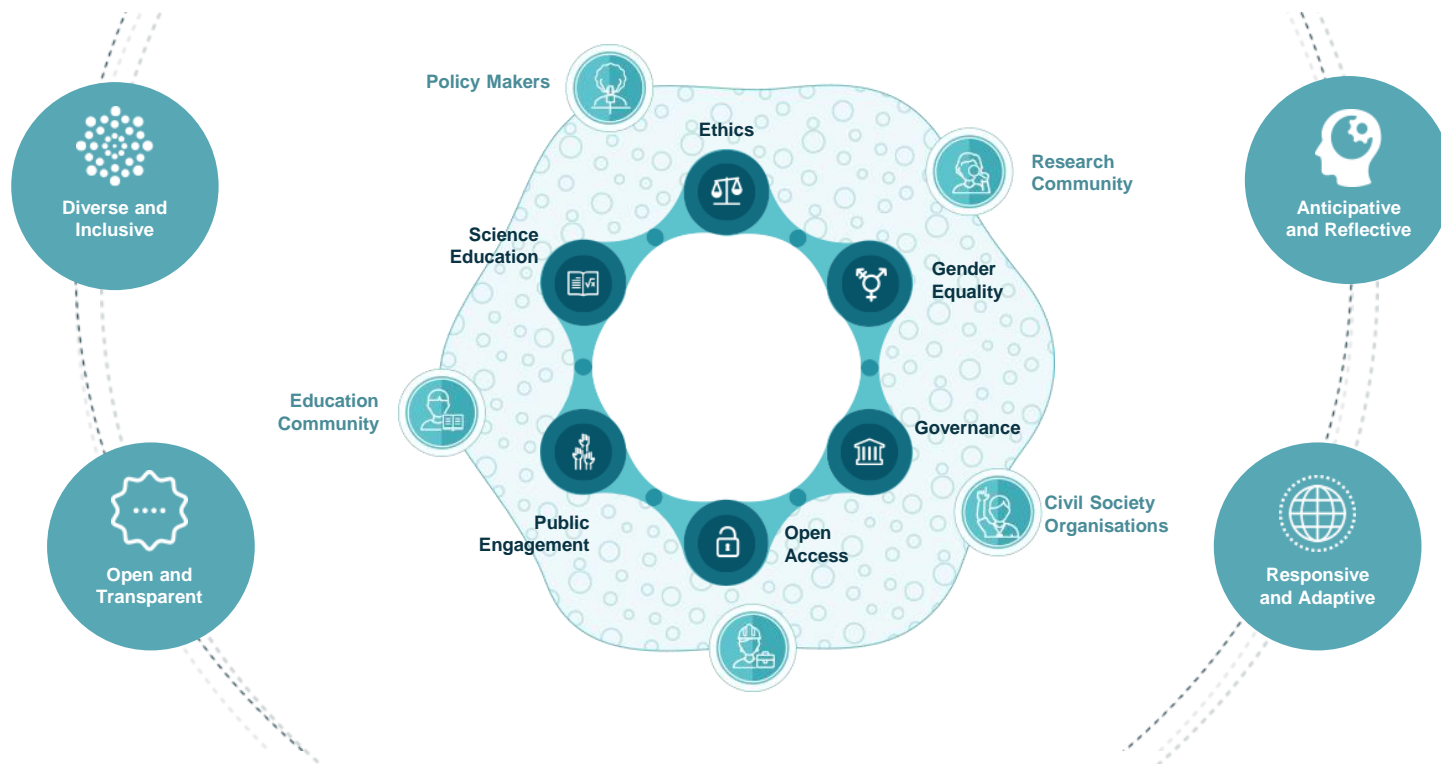 Policy Makers
Ethics
Research
Community
Diverse and
Inclusive
Anticipative
and Reflective
Science
Education
Gender
Equality
Education
Community
Governance
Civil Society
Organisations
Public
Engagement
Open
Access
Open and
Transparent
Responsive
and Adaptive